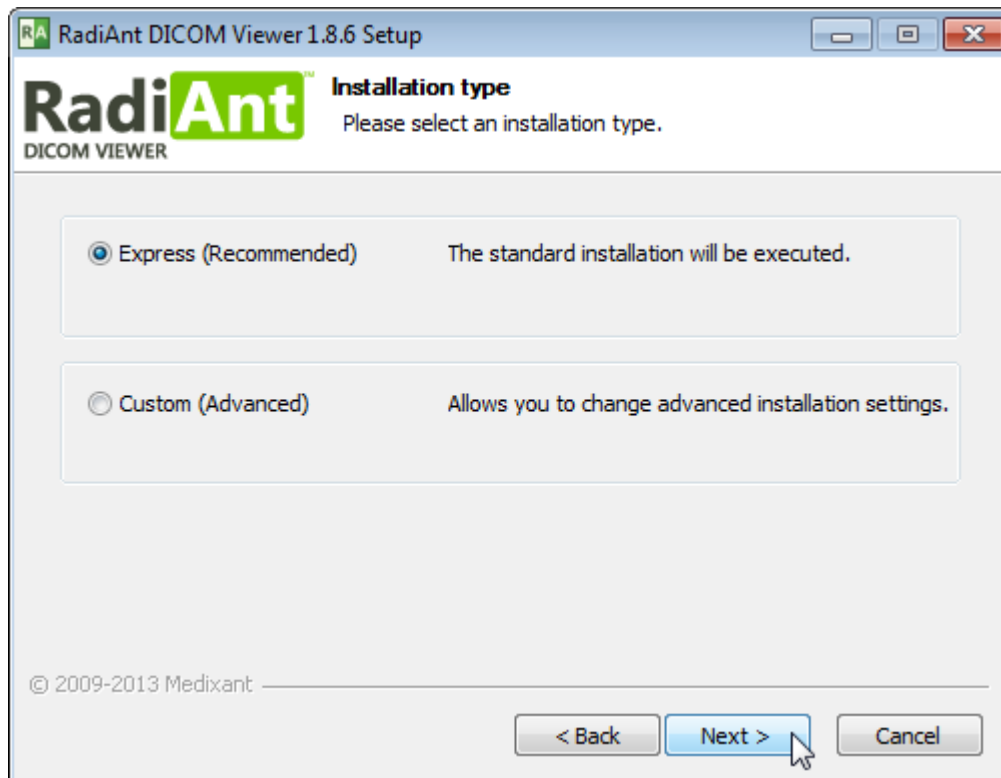 RA RadiAnt DICOM Viewer 1.8.6 Setup
RadiAnt™
DICOM VIEWER
Installation type
Please select an installation type.
Express (Recommended) The standard installation will be executed.
Custom (Advanced) Allows you to change advanced installation settings.
© 2009-2013 Medixant
< Back Next > Cancel